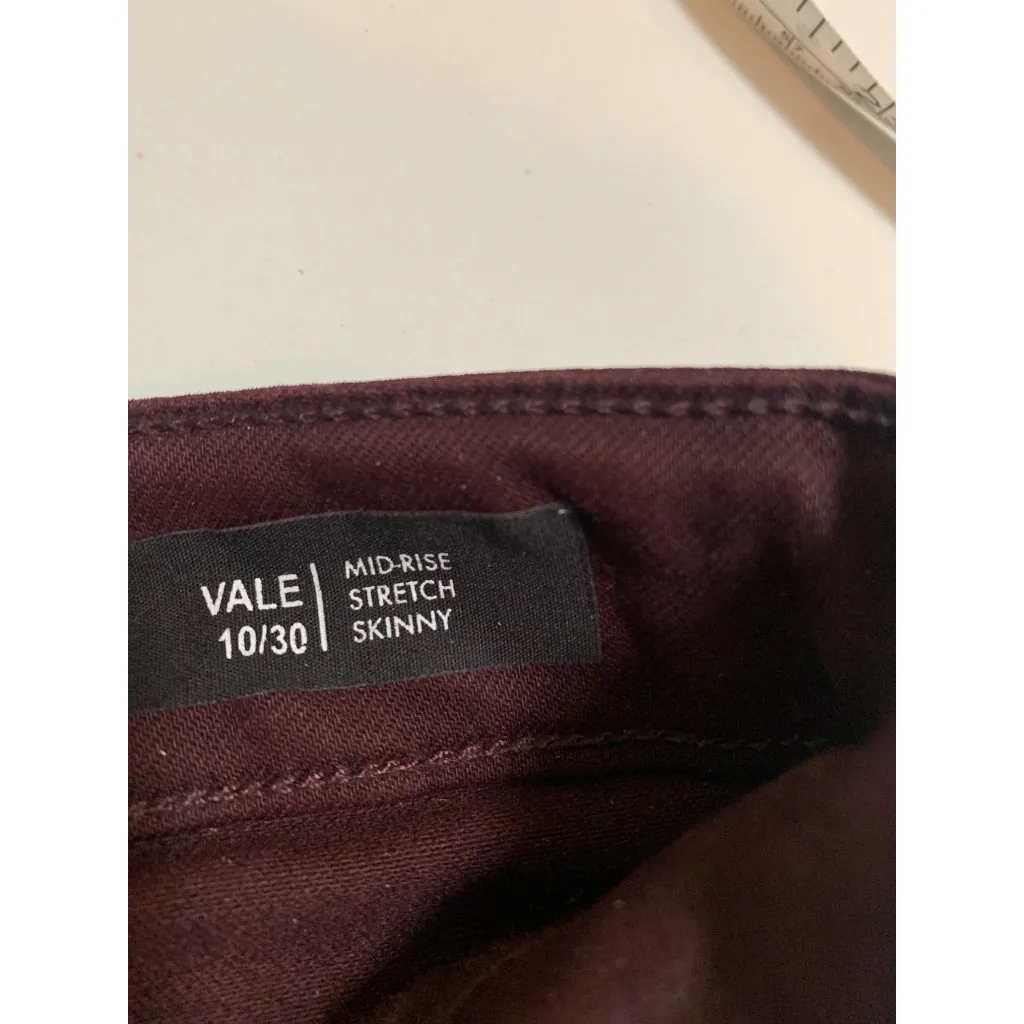 VALE
10/30
MID-RISE
STRETCH
SKINNY